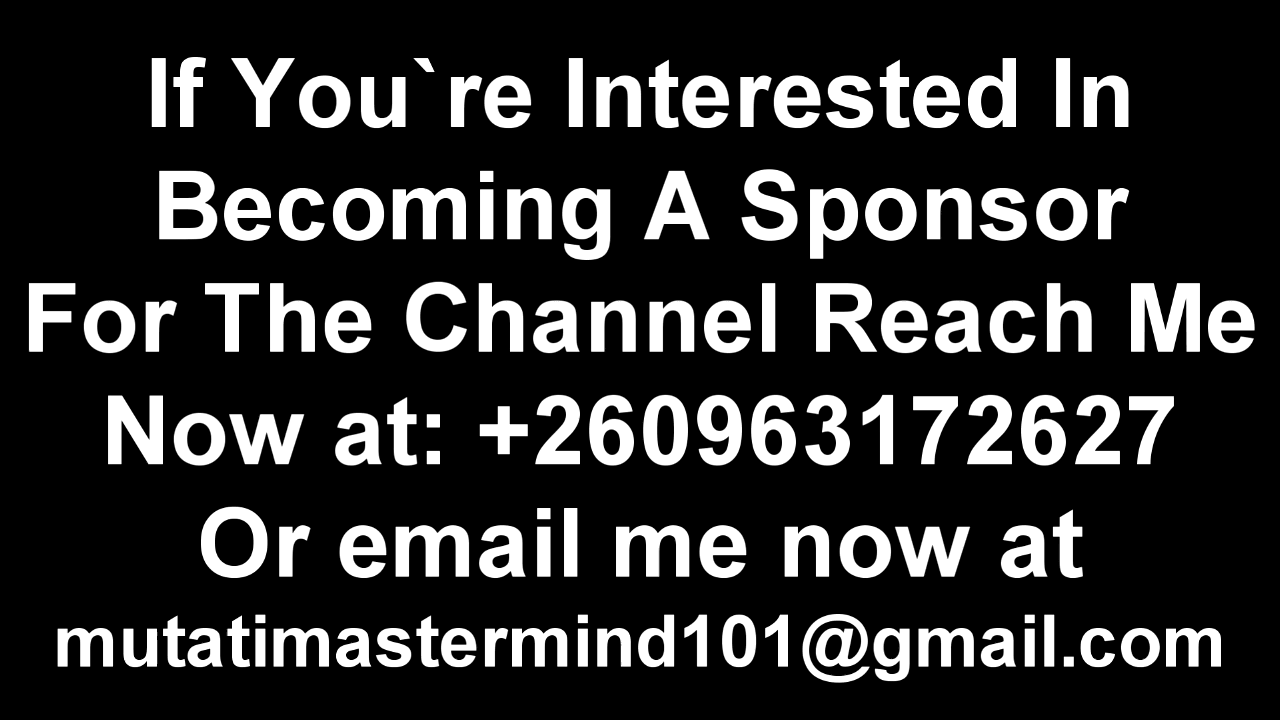 If You`re Interested In
Becoming A Sponsor
For The Channel Reach Me
Now at: +260963172627
Or email me now at
mutatimastermind101@gmail.com